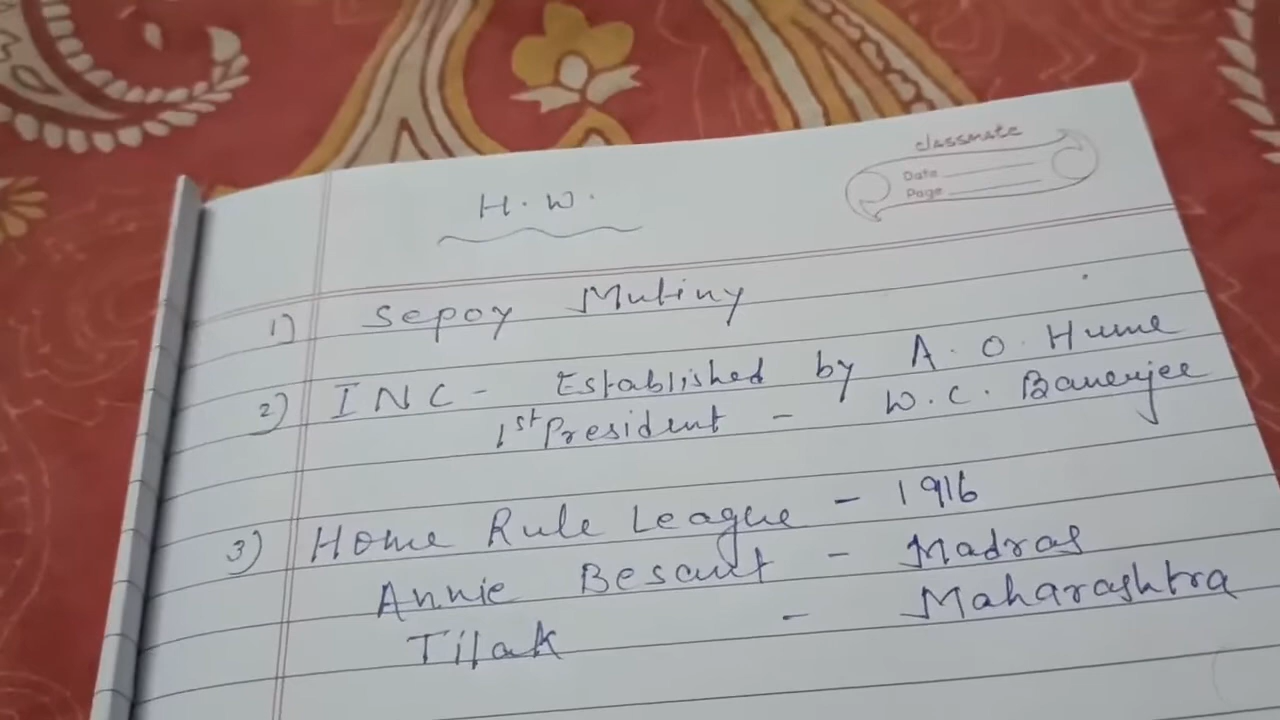 classmate
Date
Page
H.W.
1) Sepoy Mutiny
2) INC - Established by A. O. Hume
1st President - W. C. Banerjee
3) Home Rule League - 1916
Annie Besant - Madras
Tilak - Maharashtra